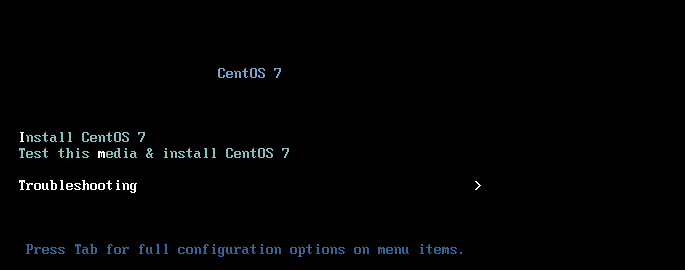 CentOS 7
Install CentOS 7
Test this media & install CentOS 7
Troubleshooting >
Press Tab for full configuration options on menu items.